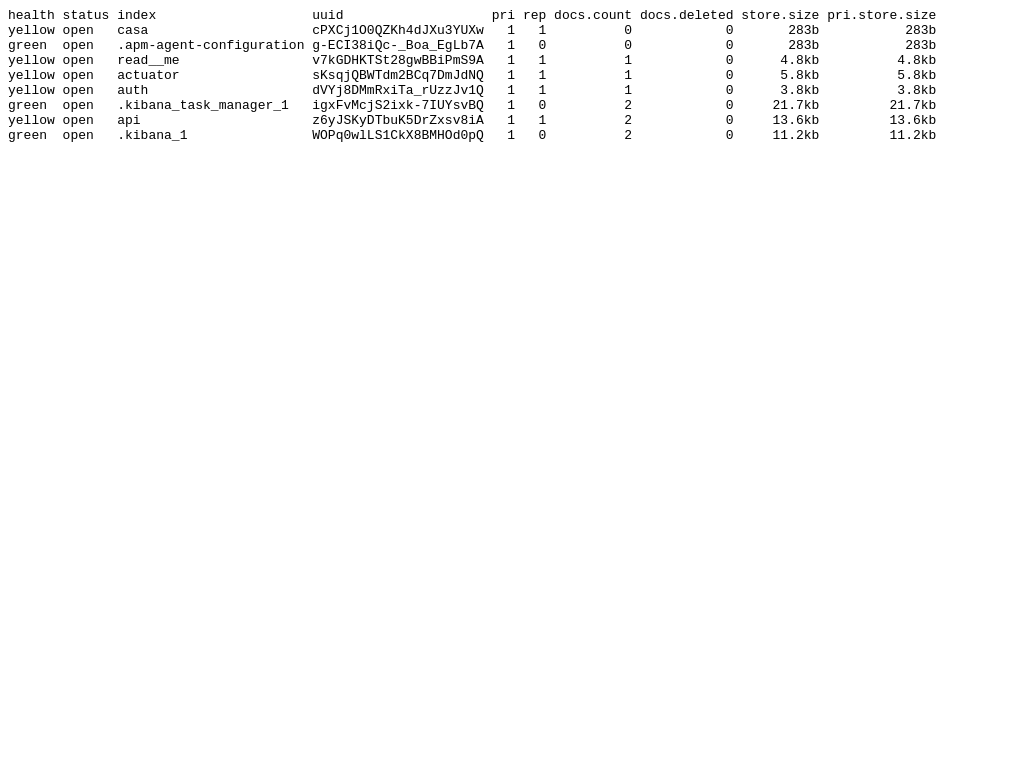 health status index                    uuid                   pri rep docs.count docs.deleted store.size pri.store.size
yellow open   casa                     cPXCj1O0QZKh4dJXu3YUXw   1   1          0            0       283b           283b
green  open   .apm-agent-configuration g-ECI38iQc-_Boa_EgLb7A   1   0          0            0       283b           283b
yellow open   read__me                 v7kGDHKTSt28gwBBiPmS9A   1   1          1            0      4.8kb          4.8kb
yellow open   actuator                 sKsqjQBWTdm2BCq7DmJdNQ   1   1          1            0      5.8kb          5.8kb
yellow open   auth                     dVYj8DMmRxiTa_rUzzJv1Q   1   1          1            0      3.8kb          3.8kb
green  open   .kibana_task_manager_1   igxFvMcjS2ixk-7IUYsvBQ   1   0          2            0     21.7kb         21.7kb
yellow open   api                      z6yJSKyDTbuK5DrZxsv8iA   1   1          2            0     13.6kb         13.6kb
green  open   .kibana_1                WOPq0wlLS1CkX8BMHOd0pQ   1   0          2            0     11.2kb         11.2kb